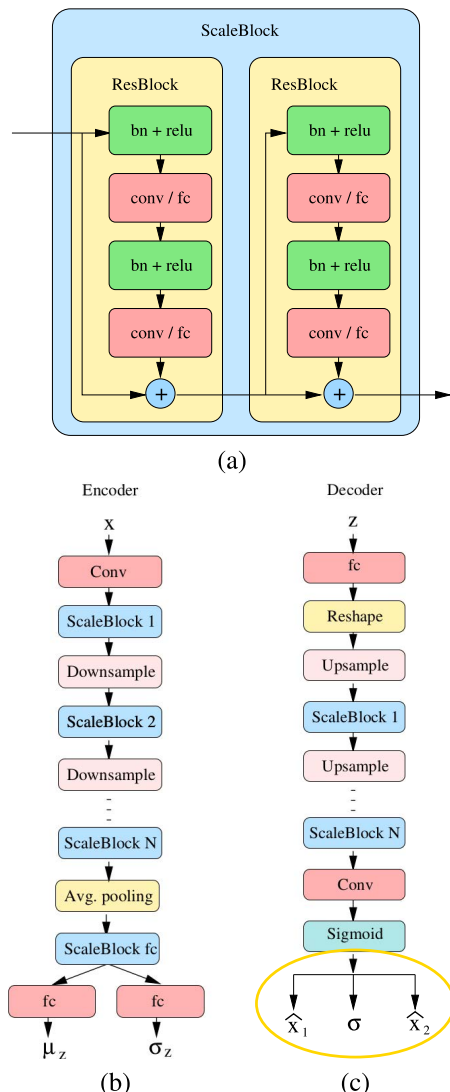 ScaleBlock
ResBlock
ResBlock
bn + relu
bn + relu
conv / fc
conv / fc
bn + relu
bn + relu
conv / fc
conv / fc
+
+
(a)
Encoder
x
Conv
ScaleBlock 1
Downsample
ScaleBlock 2
Downsample
ScaleBlock N
Avg. pooling
ScaleBlock fc
fc
fc
μz
σz
(b)
Decoder
z
fc
Reshape
Upsample
ScaleBlock 1
Upsample
ScaleBlock N
Conv
Sigmoid
x̂1
σ
x̂2
(c)